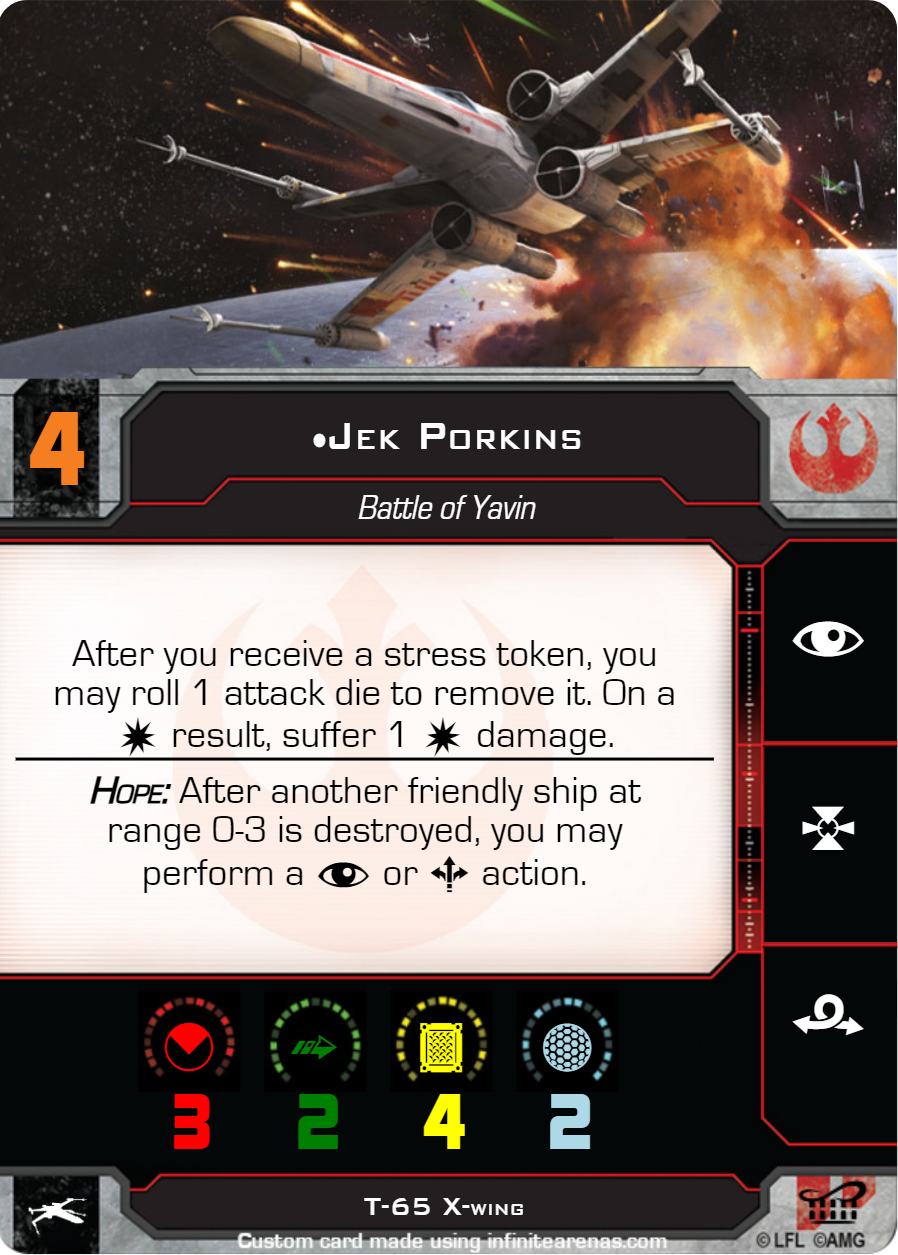 4
•Jek Porkins
Battle of Yavin
After you receive a stress token, you
may roll 1 attack die to remove it. On a
result, suffer 1 damage.
Hope: After another friendly ship at
range 0-3 is destroyed, you may
perform a or action.
3 2 4 2
T-65 X-wing
Custom card made using infinitearenas.com
© LFL ©AMG